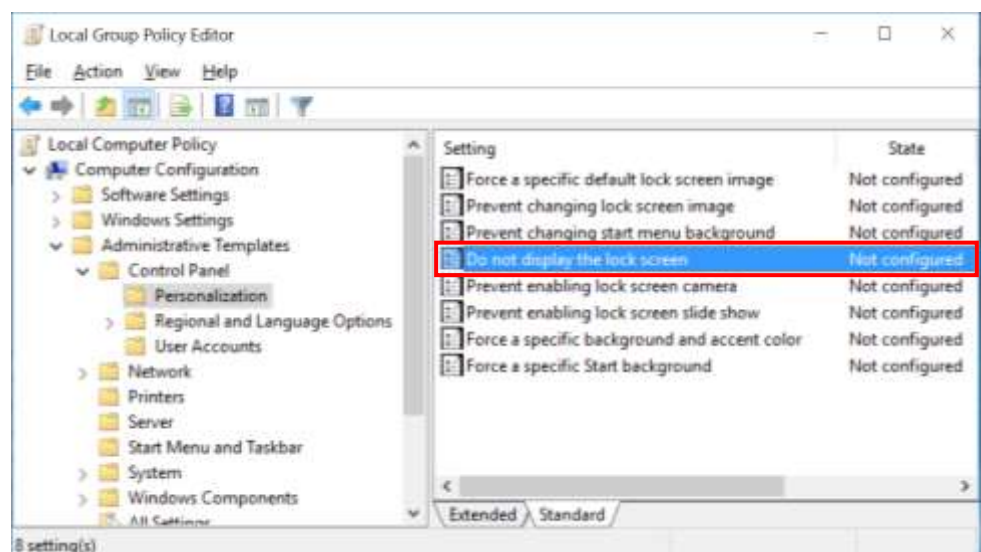 Local Group Policy Editor
File Action View Help
Local Computer Policy
Computer Configuration
Software Settings
Windows Settings
Administrative Templates
Control Panel
Personalization
Regional and Language Options
User Accounts
Network
Printers
Server
Start Menu and Taskbar
System
Windows Components
All Settings
Setting State
Force a specific default lock screen image Not configured
Prevent changing lock screen image Not configured
Prevent changing start menu background Not configured
Do not display the lock screen Not configured
Prevent enabling lock screen camera Not configured
Prevent enabling lock screen slide show Not configured
Force a specific background and accent color Not configured
Force a specific Start background Not configured
Extended Standard
8 setting(s)